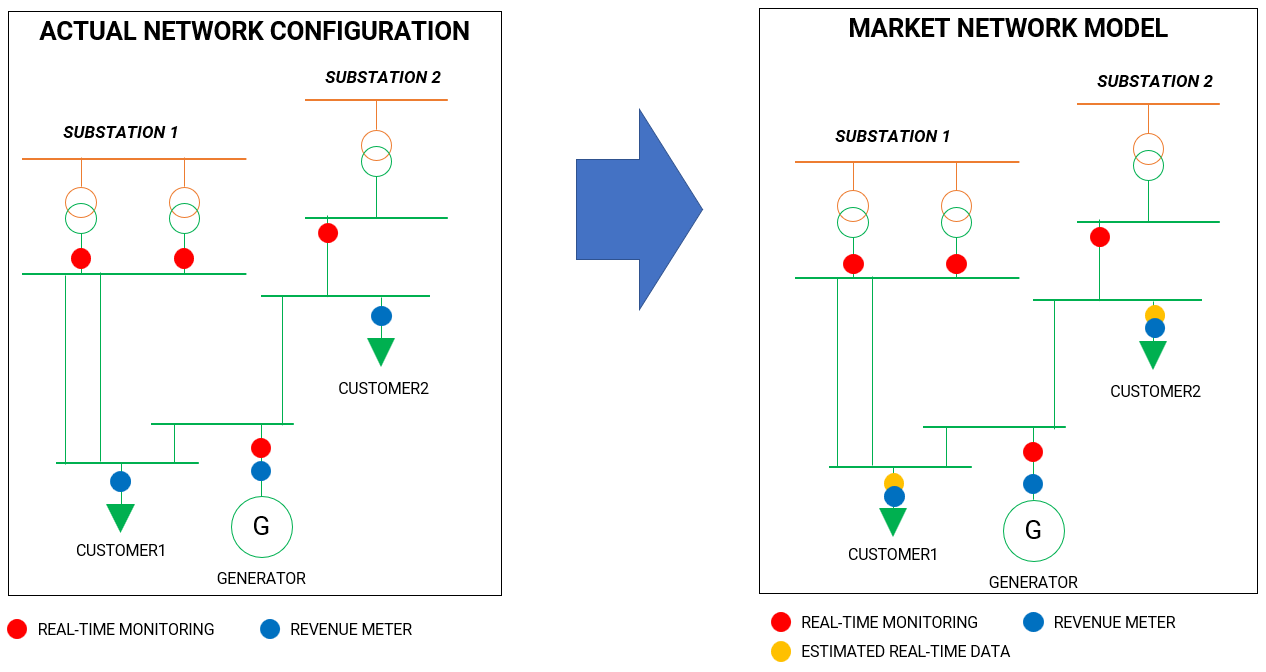 ACTUAL NETWORK CONFIGURATION
SUBSTATION 2
SUBSTATION 1
CUSTOMER2
CUSTOMER1
G
GENERATOR
REAL-TIME MONITORING
REVENUE METER
MARKET NETWORK MODEL
SUBSTATION 2
SUBSTATION 1
CUSTOMER2
G
CUSTOMER1
GENERATOR
REAL-TIME MONITORING
REVENUE METER
ESTIMATED REAL-TIME DATA